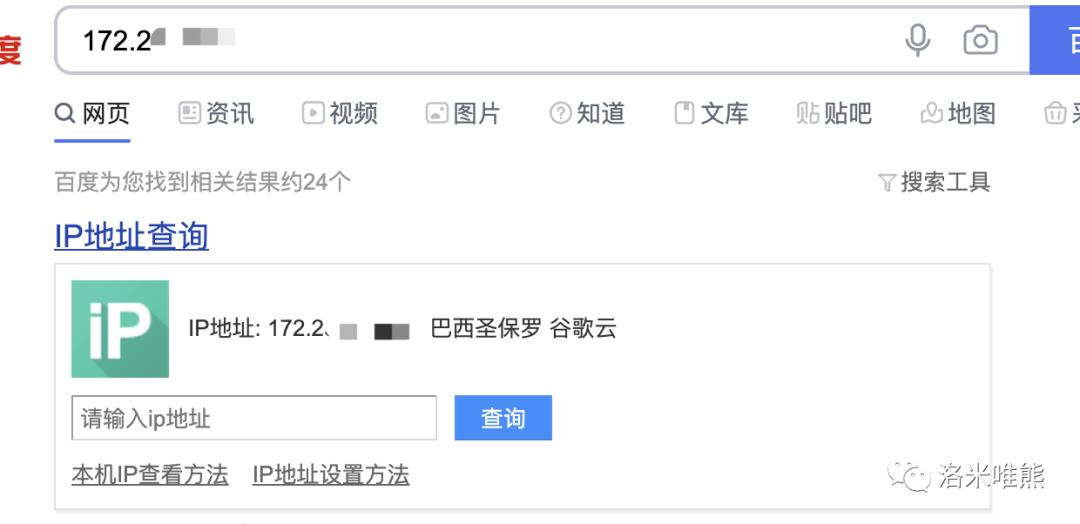 172.2
度
百
网页 资讯 视频 图片 知道 文库 贴吧 地图
百度为您找到相关结果约24个 搜索工具
IP地址查询
iP
IP地址: 172.2 巴西圣保罗 谷歌云
请输入ip地址 查询
本机IP查看方法 IP地址设置方法
洛米唯熊